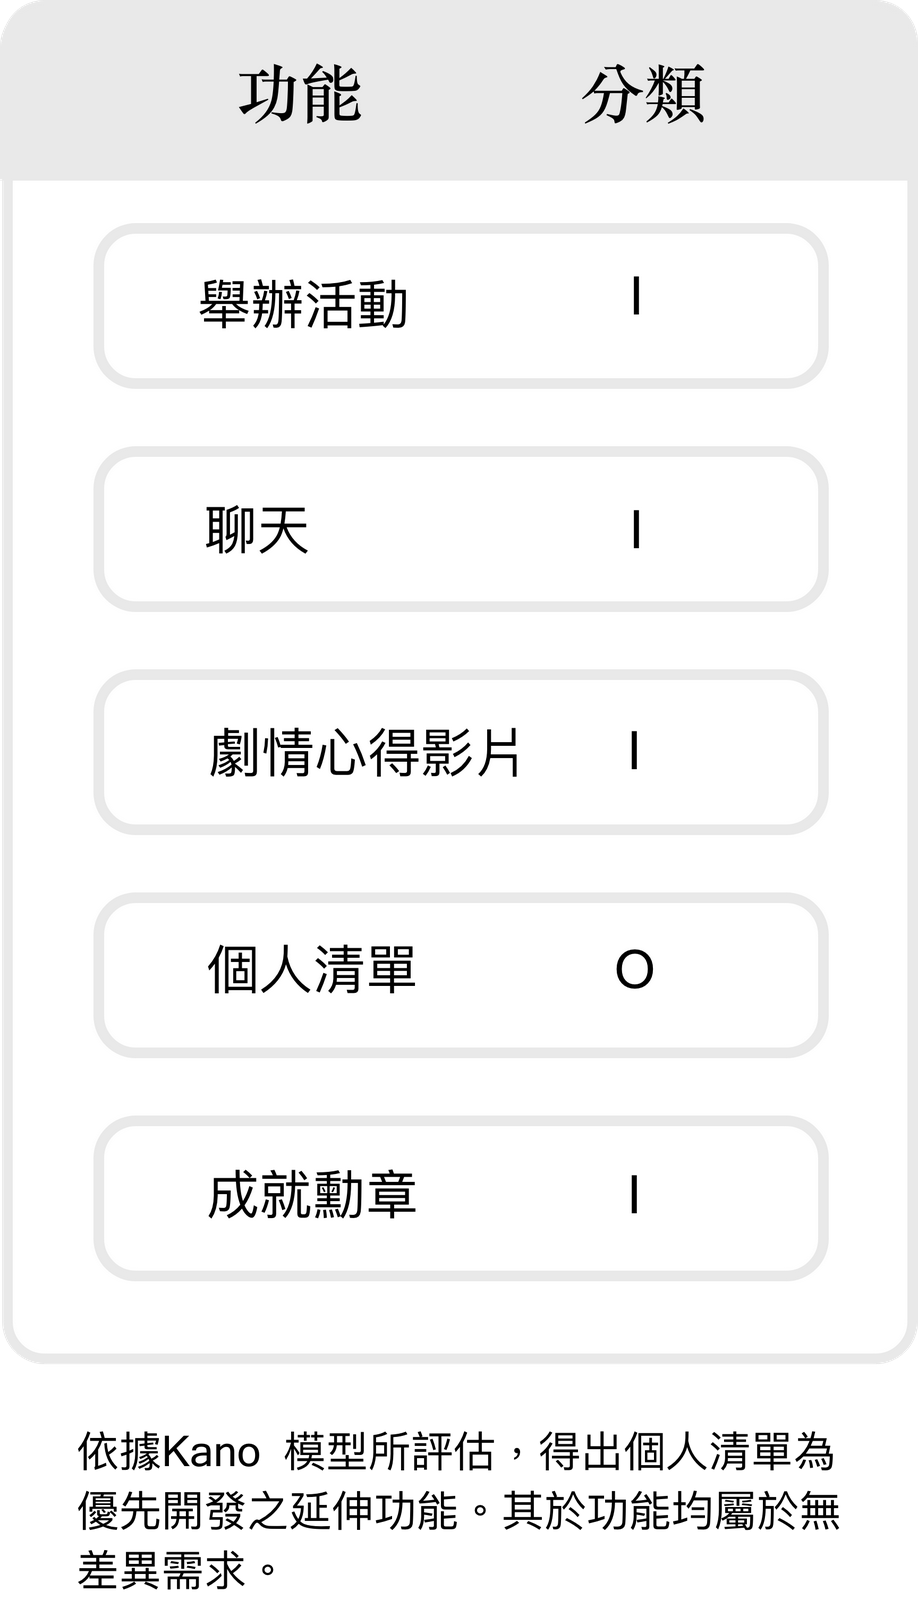 功能 分類
舉辦活動 I
聊天 I
劇情心得影片 I
個人清單 O
成就勳章 I
依據Kano 模型所評估，得出個人清單為
優先開發之延伸功能。其於功能均屬於無
差異需求。